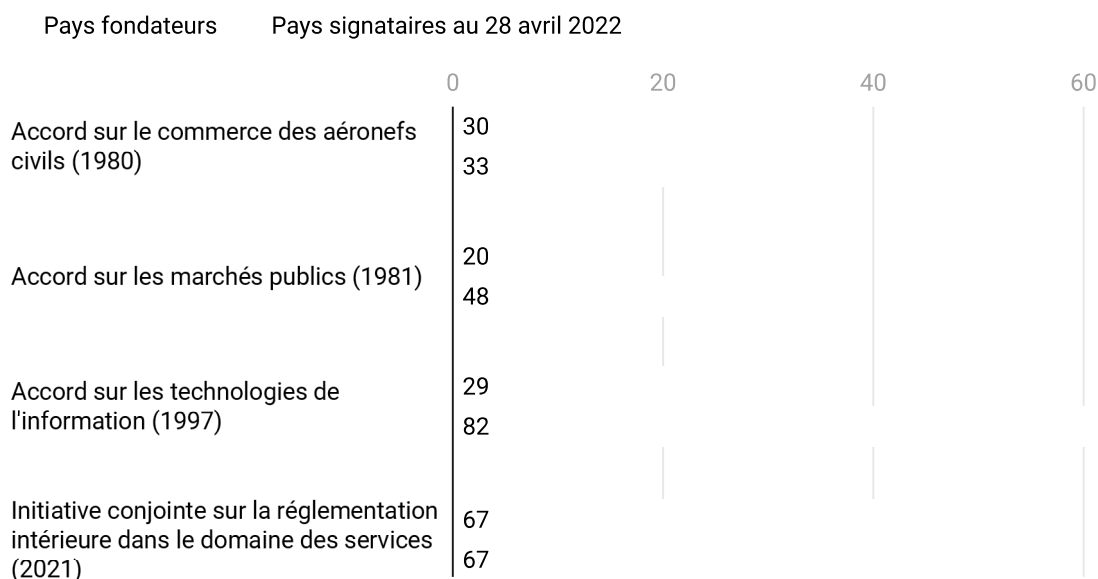 Pays fondateurs
Pays signataires au 28 avril 2022
0 20 40 60
Accord sur le commerce des aéronefs
civils (1980)
30
33
Accord sur les marchés publics (1981)
20
48
Accord sur les technologies de
l'information (1997)
29
82
Initiative conjointe sur la réglementation
intérieure dans le domaine des services
(2021)
67
67